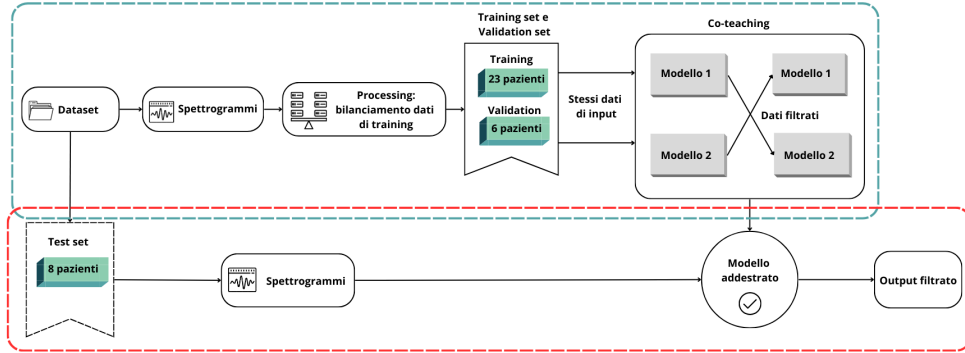 Training set e
Validation set
Co-teaching
Training
23 pazienti
Validation
6 pazienti
Dataset
Spettrogrammi
Processing:
bilanciamento dati
di training
Stessi dati
di input
Modello 1
Modello 1
Dati filtrati
Modello 2
Modello 2
Test set
8 pazienti
Spettrogrammi
Modello
addestrato
Output filtrato